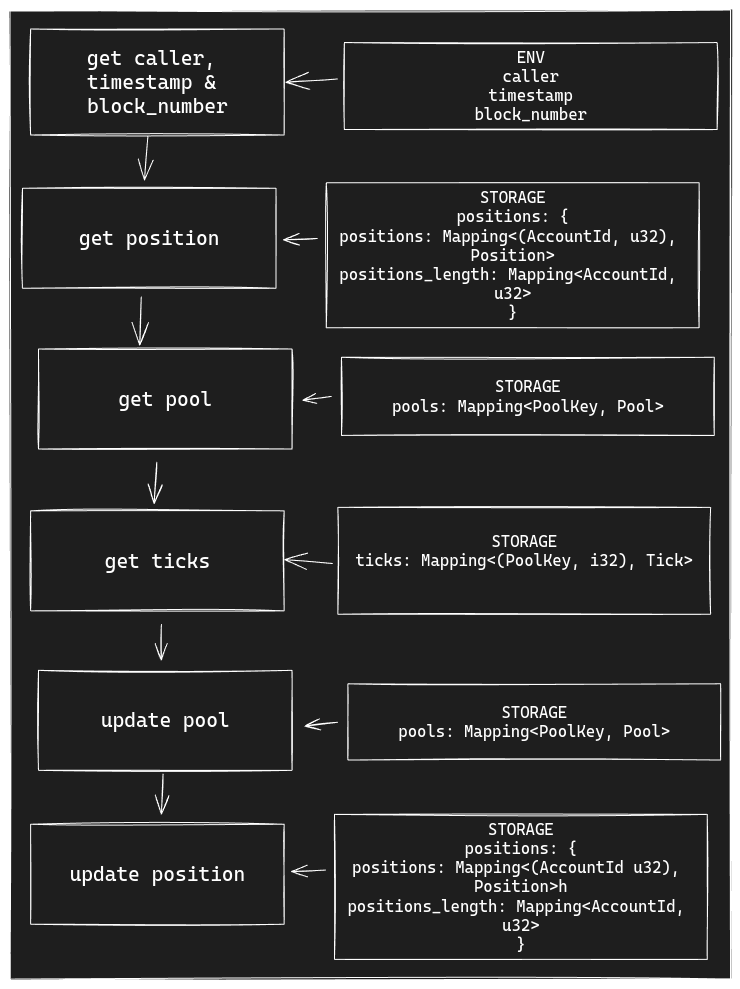 get caller,
timestamp &
block_number
ENV
caller
timestamp
block_number
get position
STORAGE
positions: {
positions: Mapping<(AccountId, u32),
Position>
positions_length: Mapping<AccountId,
u32>
}
get pool
STORAGE
pools: Mapping<PoolKey, Pool>
get ticks
STORAGE
ticks: Mapping<(PoolKey, i32), Tick>
update pool
STORAGE
pools: Mapping<PoolKey, Pool>
update position
STORAGE
positions: {
positions: Mapping<(AccountId u32),
Position>h
positions_length: Mapping<AccountId,
u32>
}